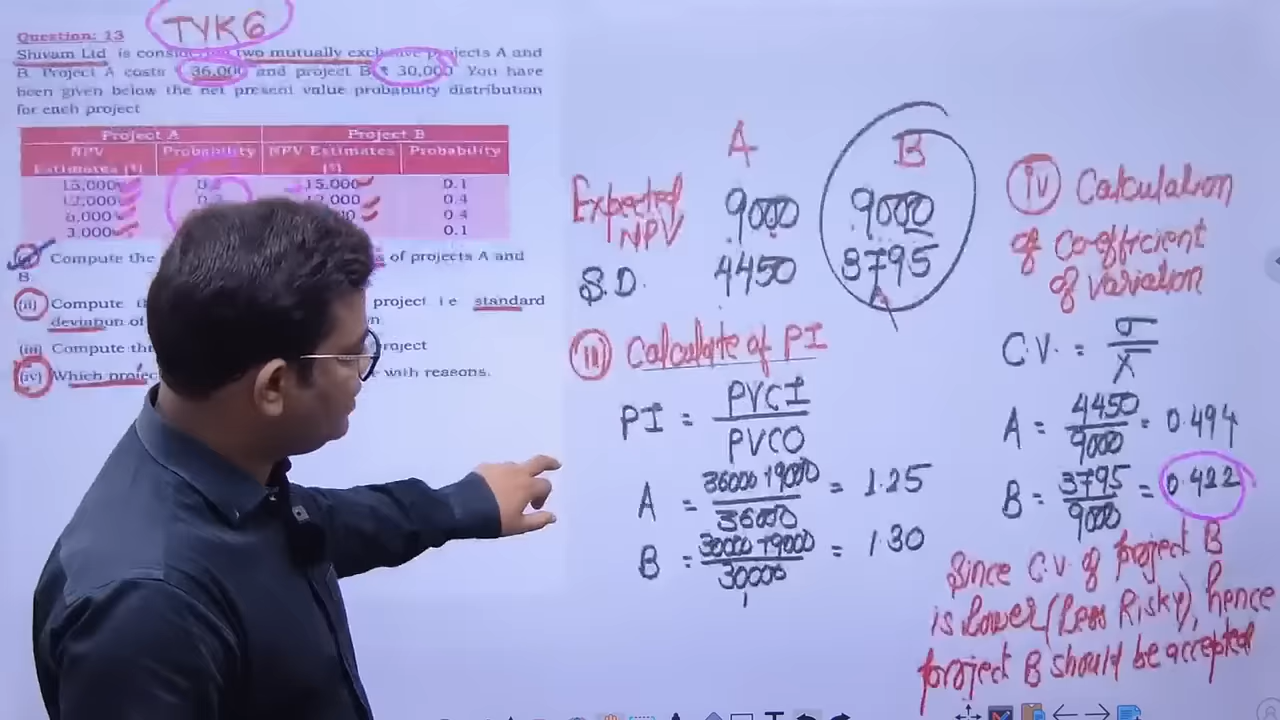 TYK6
Question: 13
Shivam Ltd is considering two mutually exclusive projects A and
B. Project A costs ₹ 36,000 and project B ₹ 30,000 You have
been given below the net present value probability distribution
for each project
Project A Project B
NPV Estimates (₹) Probability NPV Estimates (₹) Probability
15,000 0.2 15,000 0.1
12,000 0.3 12,000 0.4
6,000 0.4
3,000 0.1
Compute the of projects A and
B
(ii) Compute project i e standard
deviation of
(iii) Compute the project
(iv) Which project with reasons.
A B
Expected NPV 9000 9000
S.D. 4450 3795
iii Calculate of PI
PI = PVCI / PVCO
A = 36000+9000 / 36000 = 1.25
B = 30000+9000 / 30000 = 1.30
iv Calculation
of Co-efficient
of variation
C.V. = σ / X
A = 4450 / 9000 = 0.494
B = 3795 / 9000 = 0.422
Since C.V. of project B
is lower (Less Risky), hence
project B should be accepted